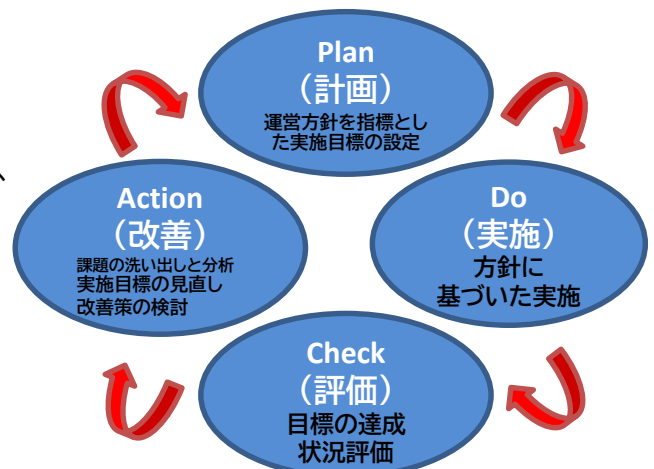 Plan
（計画）
運営方針を指標とし
た実施目標の設定
、
Action
（改善）
課題の洗い出しと分析
実施目標の見直し
改善策の検討
Do
（実施）
方針に
基づいた実施
Check
（評価）
目標の達成
状況評価